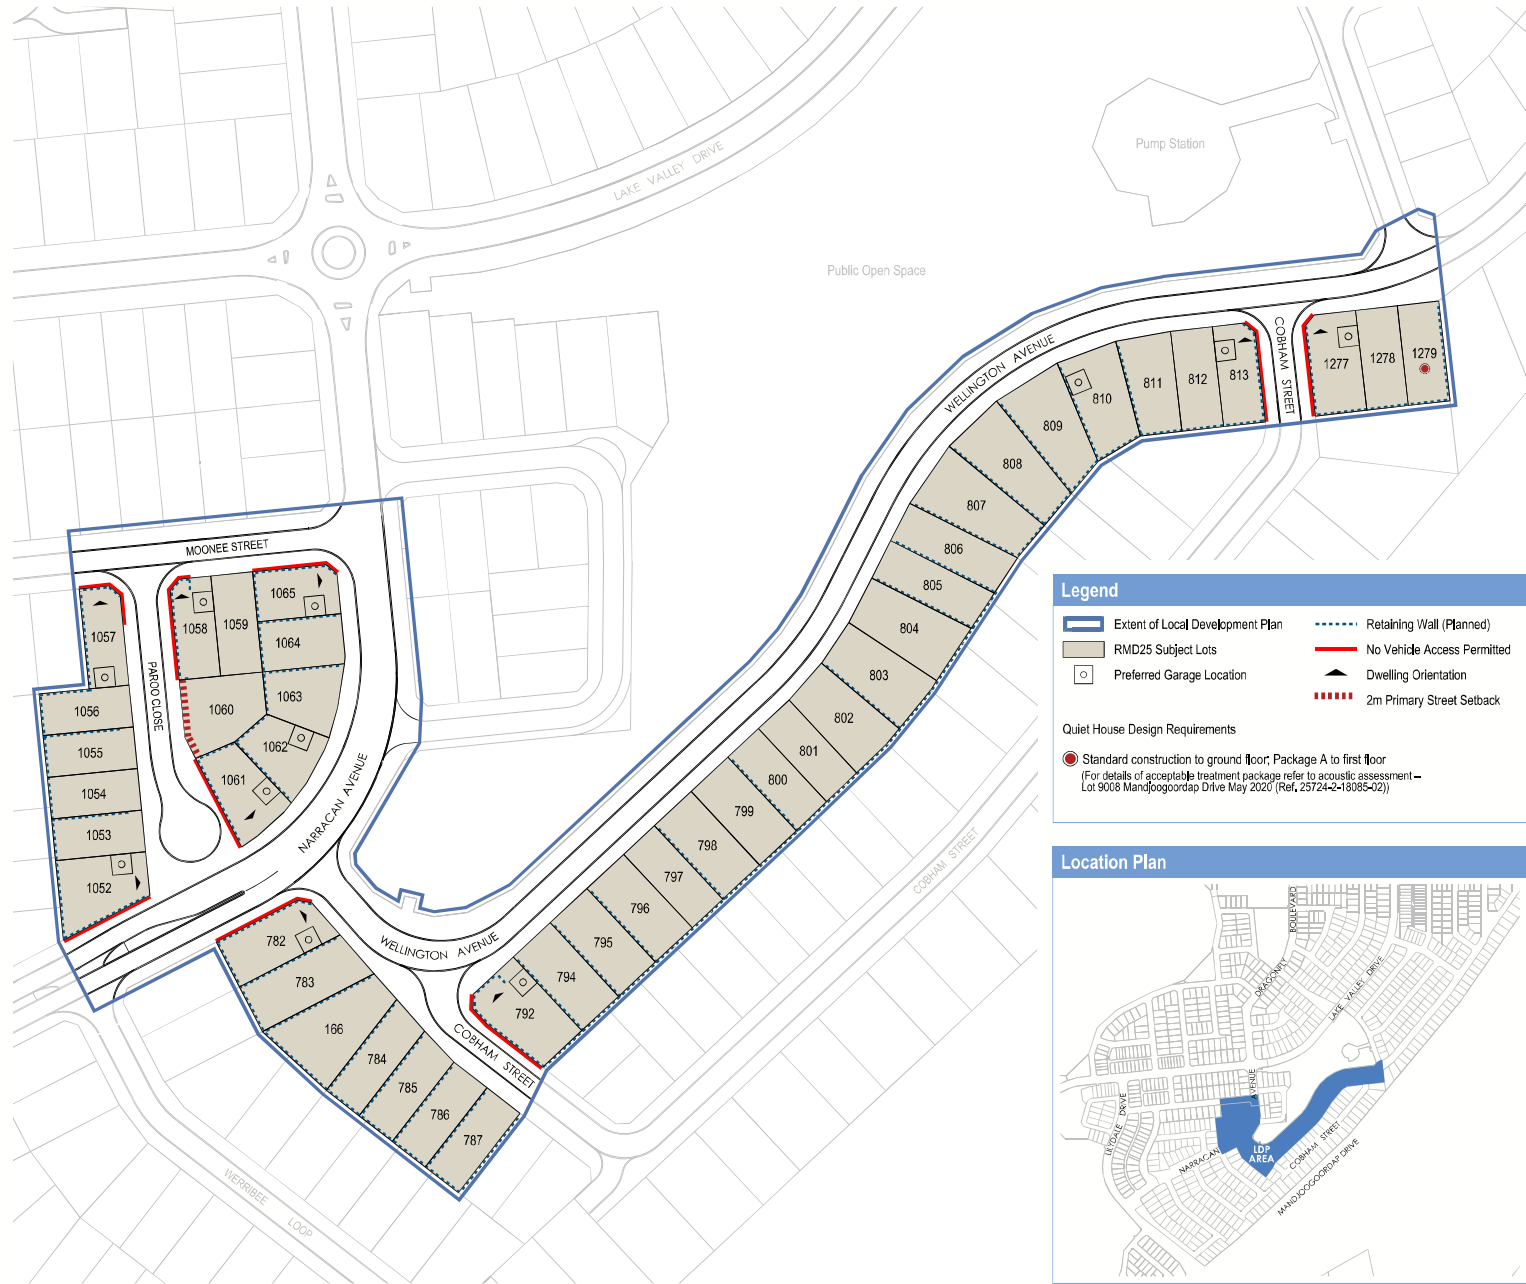 LAKE VALLEY DRIVE
Pump Station
Public Open Space
WELLINGTON AVENUE
COBHAM STREET
1277
1278
1279
813
812
811
810
809
808
807
806
805
804
803
802
801
800
799
798
797
796
795
794
792
MOONEE STREET
1065
1057
1058
1059
1064
PAROO CLOSE
1063
1056
1060
1055
1062
1061
1054
1053
1052
NARRACAN AVENUE
WELLINGTON AVENUE
782
783
166
784
785
786
787
COBHAM STREET
COBHAM STREET
WERRIBEE LOOP
Legend
Extent of Local Development Plan
RMD25 Subject Lots
Preferred Garage Location
Retaining Wall (Planned)
No Vehicle Access Permitted
Dwelling Orientation
2m Primary Street Setback
Quiet House Design Requirements
Standard construction to ground floor; Package A to first floor
(For details of acceptable treatment package refer to acoustic assessment –
Lot 9008 Mandjoogoordap Drive May 2020 (Ref. 25724-2-18085-02))
Location Plan
BOULEVARD
DRAGONFLY
LAKE VALLEY DRIVE
AVENUE
LILYDALE DRIVE
NARRACAN
LDP
AREA
COBHAM STREET
MANDJOOGOORDAP DRIVE